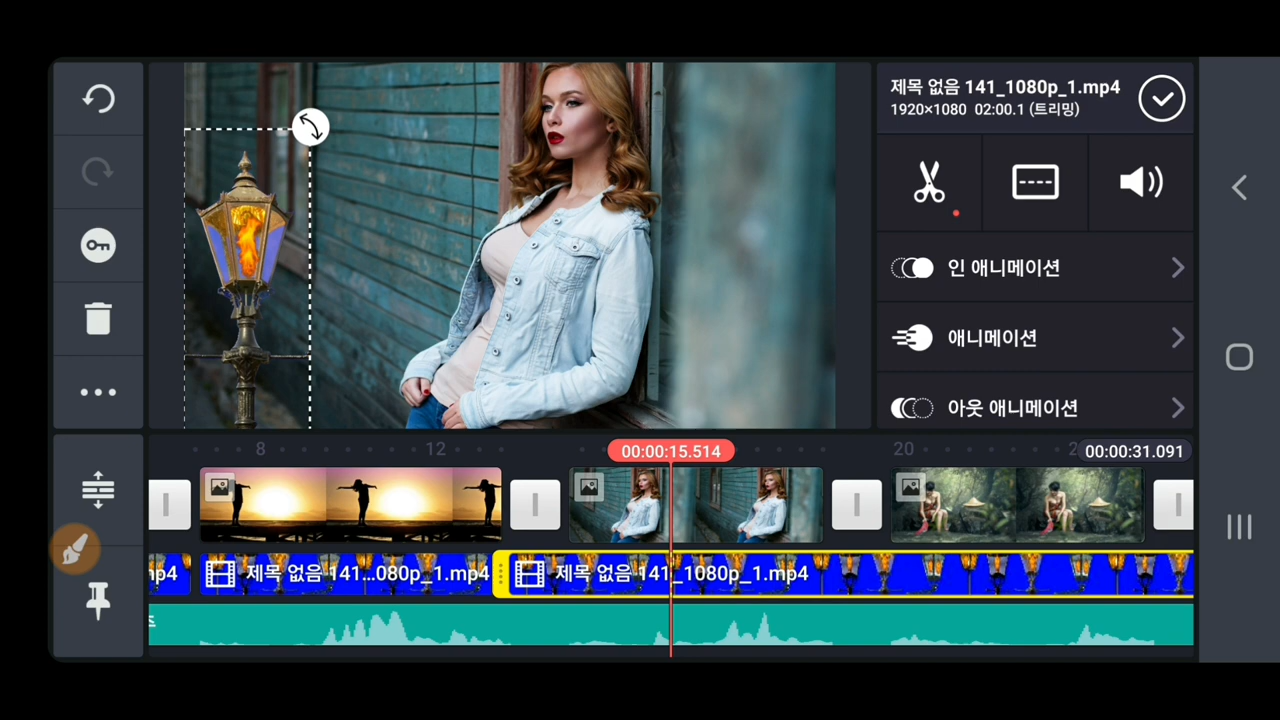 제목 없음 141_1080p_1.mp4
1920×1080 02:00.1 (트리밍)
인 애니메이션
애니메이션
아웃 애니메이션
8 12 00:00:15.514 20 2 00:00:31.091
np4 제목 없음 141...080p_1.mp4 제목 없음 141_1080p_1.mp4